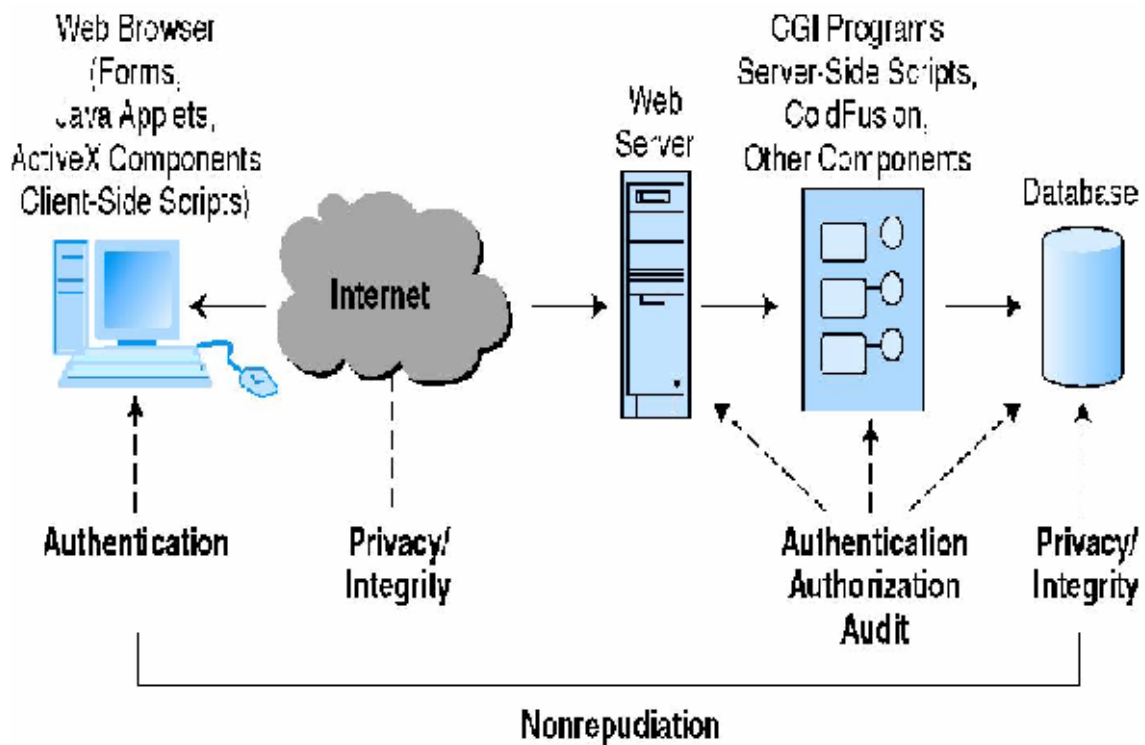 Web Browser
(Forms,
Java Applets,
ActiveX Components
Client-Side Scripts)
Internet
Web
Server
CGI Programs
Server-Side Scripts,
ColdFusion,
Other Components
Database
Authentication
Privacy/
Integrity
Authentication
Authorization
Audit
Privacy/
Integrity
Nonrepudiation